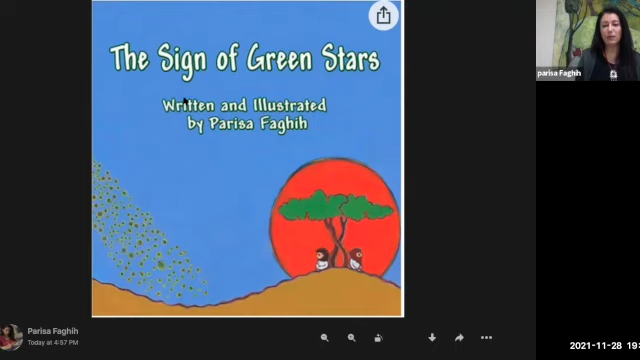 The Sign of Green Stars
Written and Illustrated
by Parisa Faghih
parisa Faghih
Parisa Faghih
Today at 4:57 PM
2021-11-28 19: